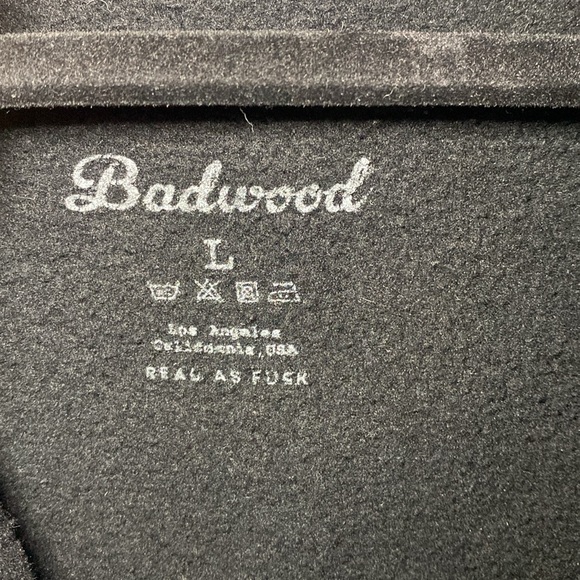 Badwood
L
Los Angeles
California, USA
REAL AS FUCK